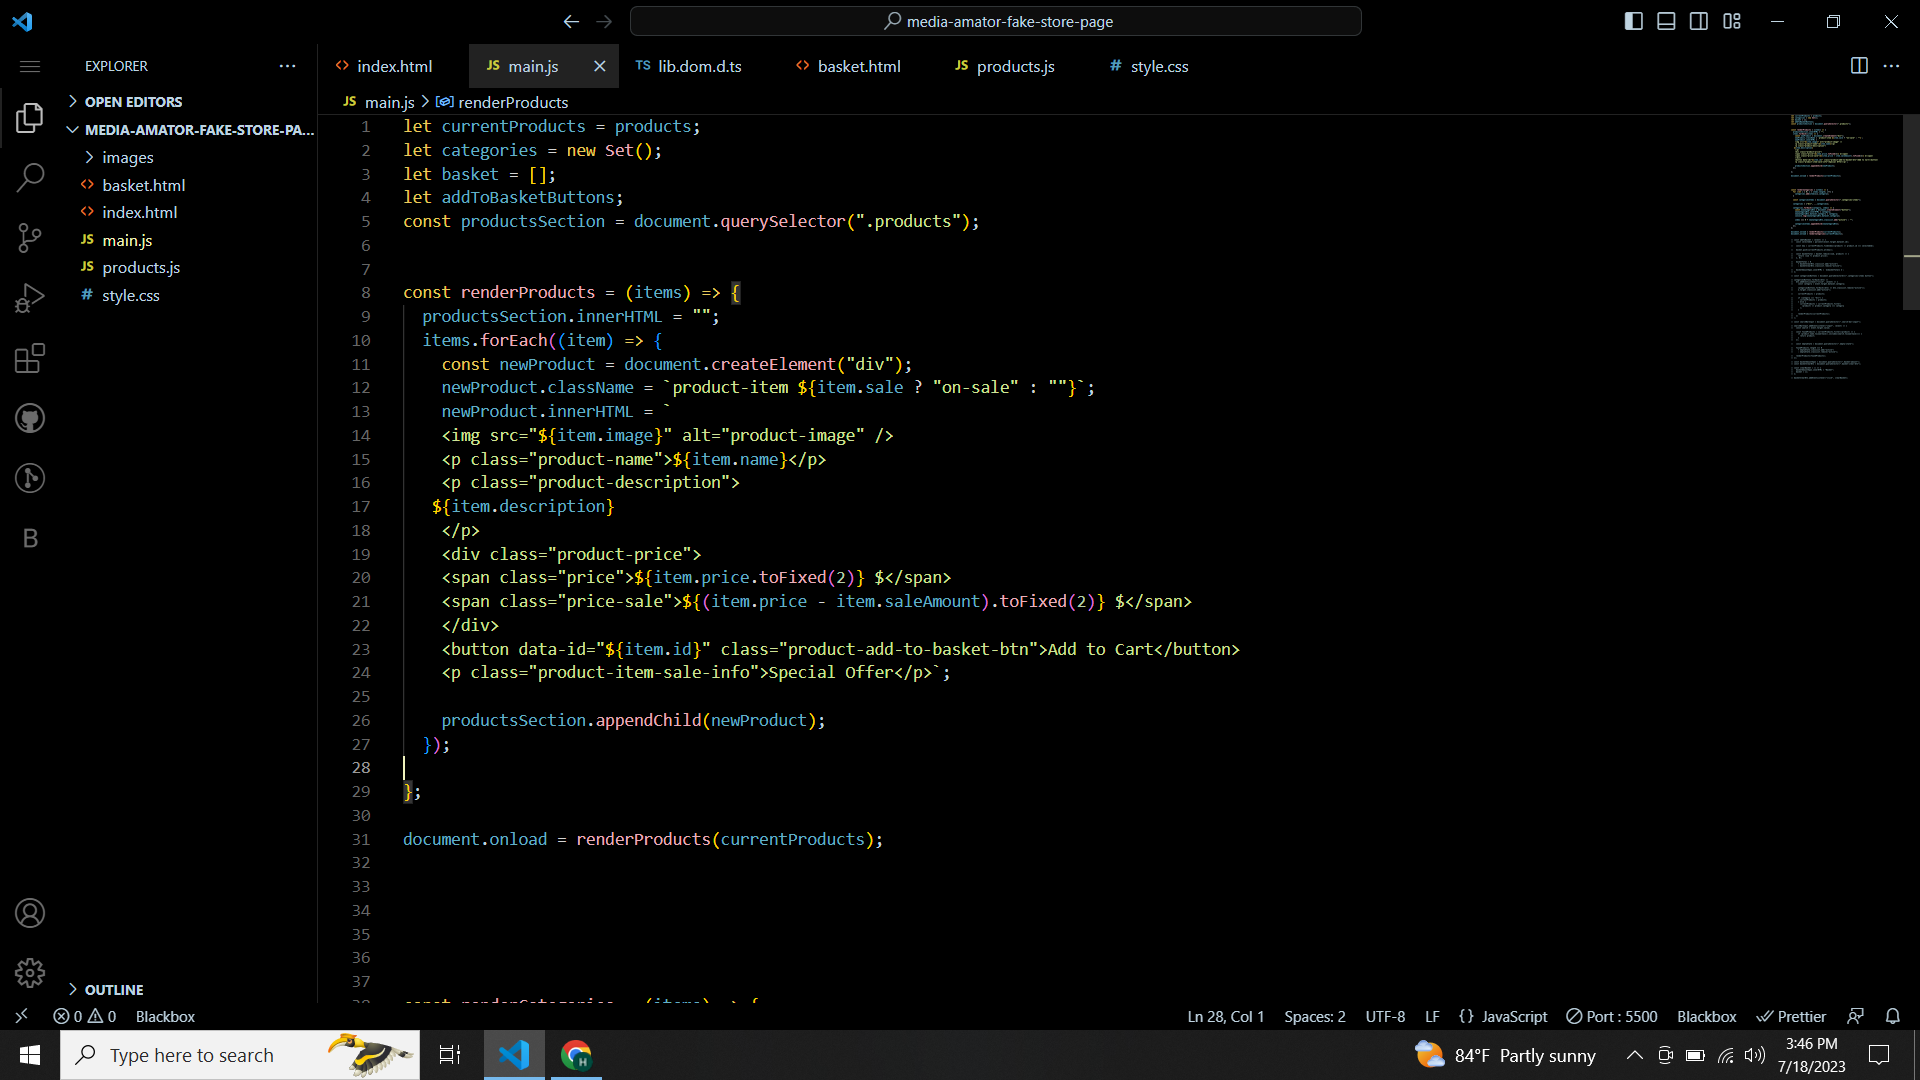 media-amator-fake-store-page
EXPLORER
index.html
JS main.js
TS lib.dom.d.ts
basket.html
JS products.js
# style.css
OPEN EDITORS
MEDIA-AMATOR-FAKE-STORE-PA...
images
basket.html
index.html
JS main.js
JS products.js
# style.css
OUTLINE
JS main.js > renderProducts
1 let currentProducts = products;
2 let categories = new Set();
3 let basket = [];
4 let addToBasketButtons;
5 const productsSection = document.querySelector(".products");
6
7
8 const renderProducts = (items) => {
9 productsSection.innerHTML = "";
10 items.forEach((item) => {
11 const newProduct = document.createElement("div");
12 newProduct.className = `product-item ${item.sale ? "on-sale" : ""}`;
13 newProduct.innerHTML = `
14 <img src="${item.image}" alt="product-image" />
15 <p class="product-name">${item.name}</p>
16 <p class="product-description">
17 ${item.description}
18 </p>
19 <div class="product-price">
20 <span class="price">${item.price.toFixed(2)} $</span>
21 <span class="price-sale">${(item.price - item.saleAmount).toFixed(2)} $</span>
22 </div>
23 <button data-id="${item.id}" class="product-add-to-basket-btn">Add to Cart</button>
24 <p class="product-item-sale-info">Special Offer</p>`;
25
26 productsSection.appendChild(newProduct);
27 });
28
29 };
30
31 document.onload = renderProducts(currentProducts);
32
33
34
35
36
37
38 const renderCategories = (items) => {
B
0 0 Blackbox
Ln 28, Col 1
Spaces: 2
UTF-8
LF
{} JavaScript
Port : 5500
Blackbox
Prettier
Type here to search
84°F Partly sunny
3:46 PM
7/18/2023